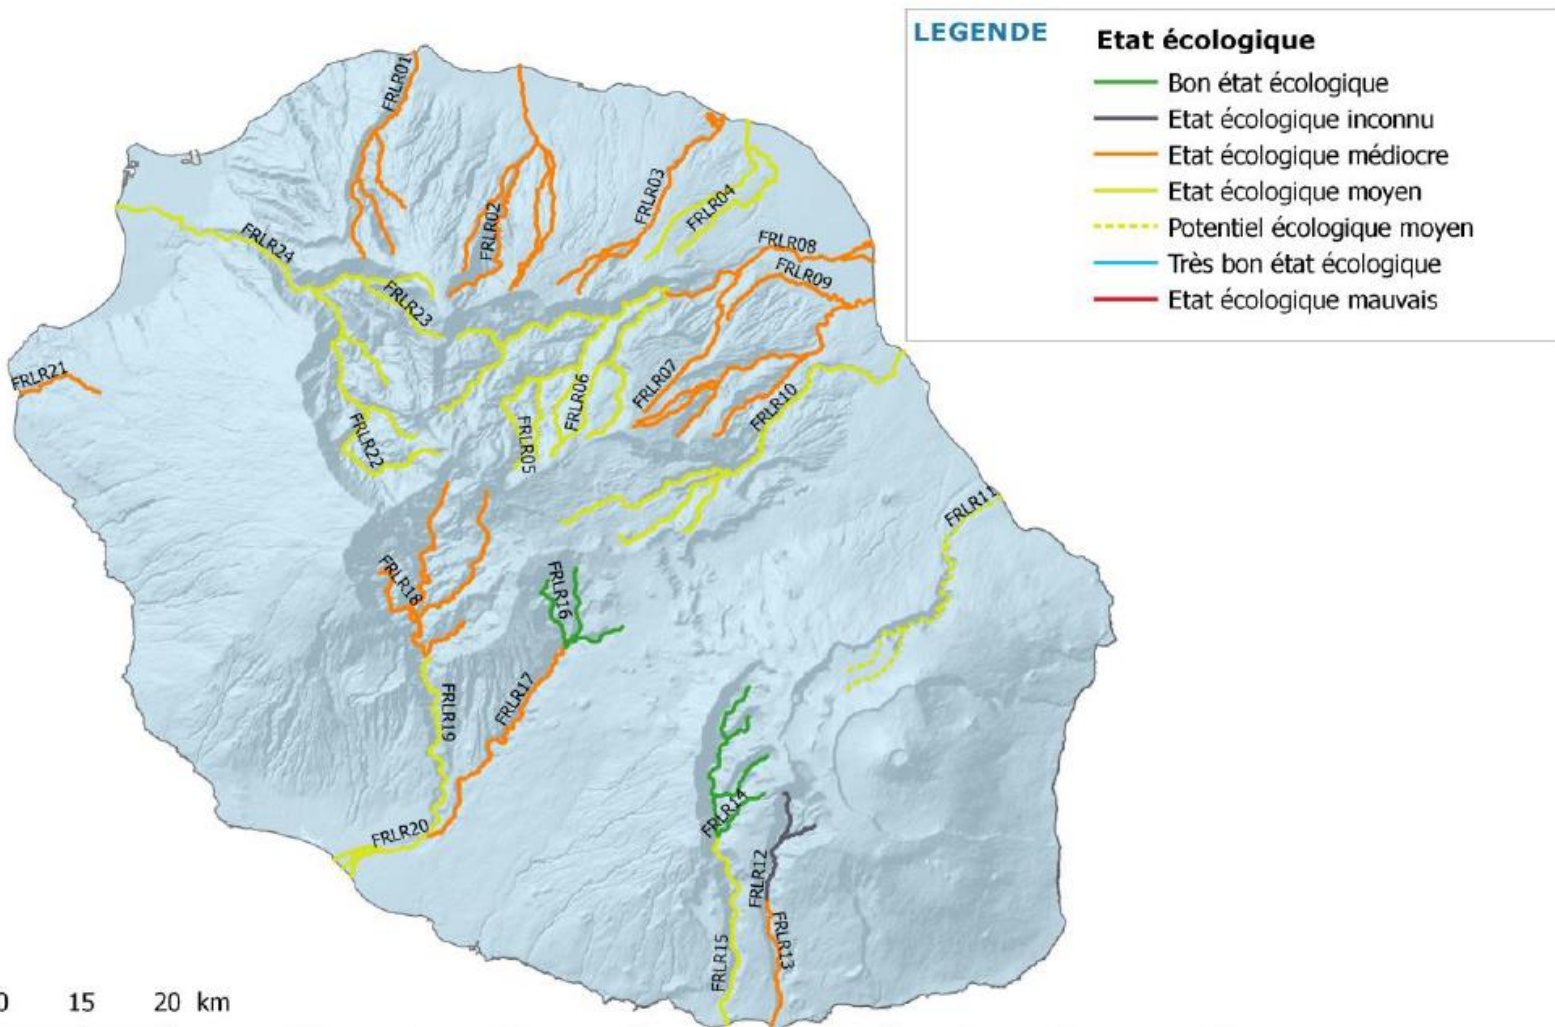 LEGENDE
Etat écologique
Bon état écologique
Etat écologique inconnu
Etat écologique médiocre
Etat écologique moyen
Potentiel écologique moyen
Très bon état écologique
Etat écologique mauvais
FRLR01
FRLR02
FRLR03
FRLR04
FRLR24
FRLR08
FRLR09
FRLR23
FRLR21
FRLR07
FRLR06
FRLR10
FRLR22
FRLR05
FRLR11
FRLR18
FRLR16
FRLR17
FRLR19
FRLR14
FRLR20
FRLR12
FRLR15
FRLR13
0 15 20 km